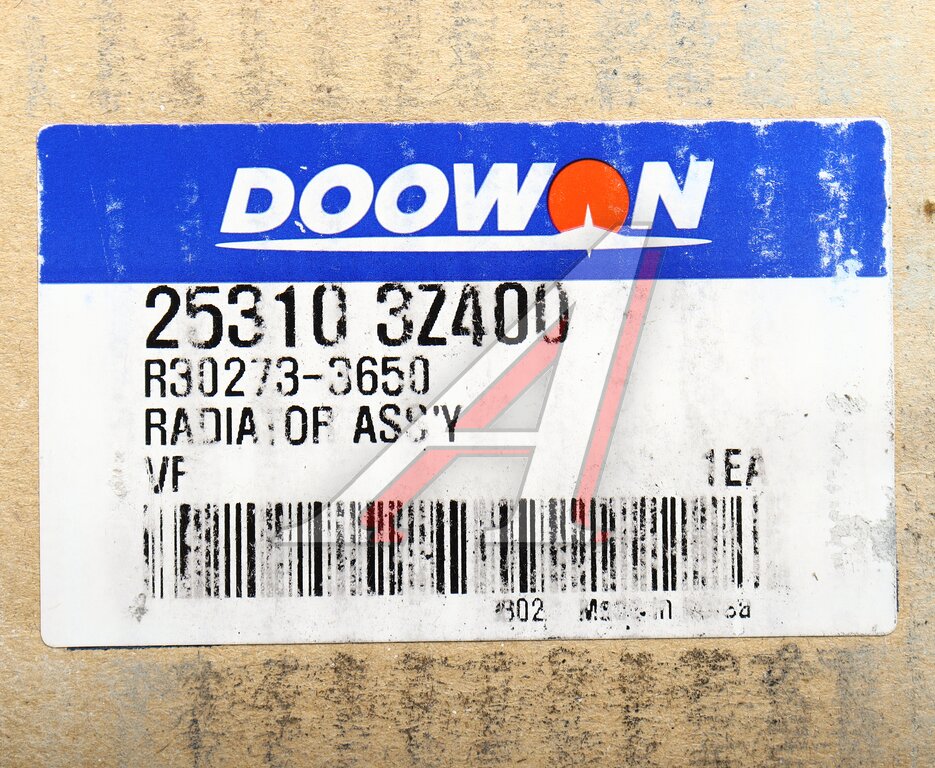 DOOWON
25310 3Z400
R30273-3650
RADIATOR ASS'Y
VF 1EA